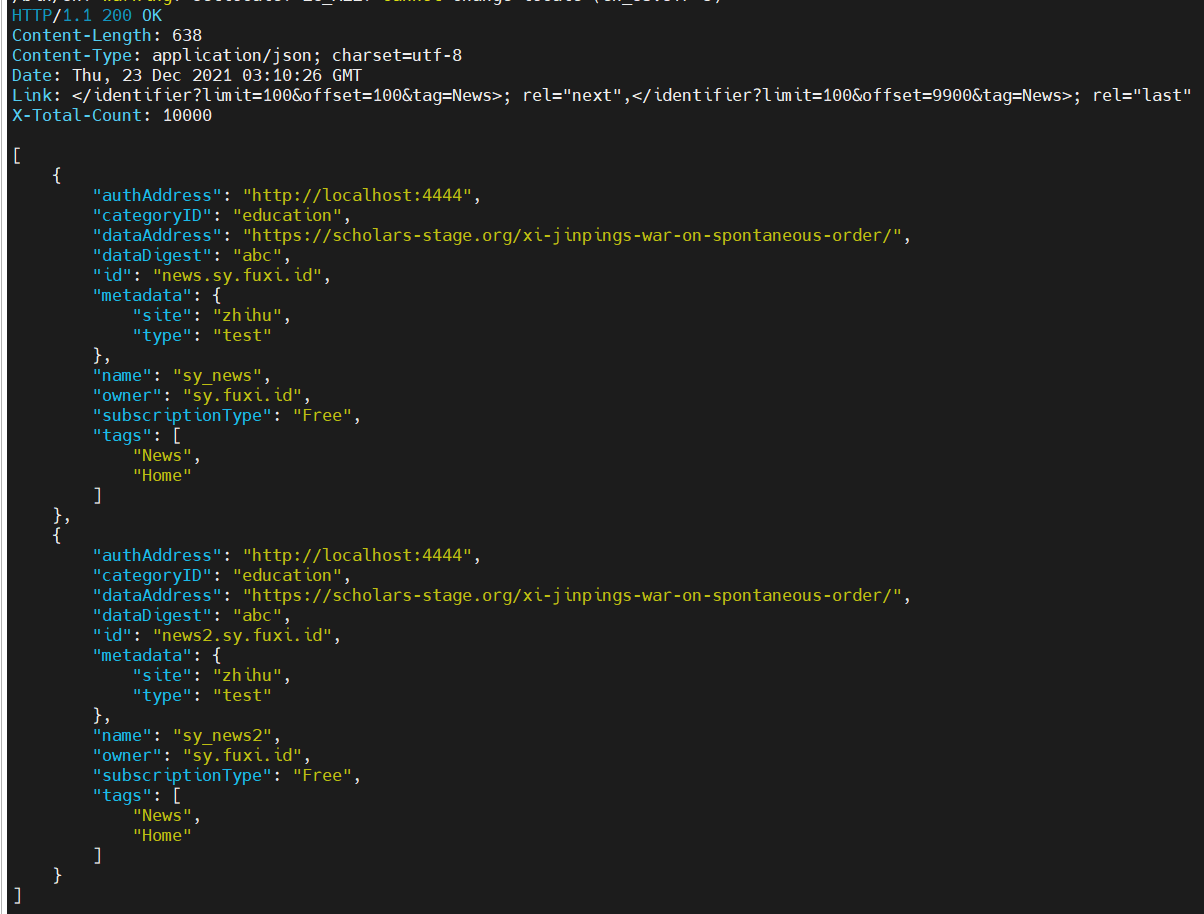 HTTP/1.1 200 OK
Content-Length: 638
Content-Type: application/json; charset=utf-8
Date: Thu, 23 Dec 2021 03:10:26 GMT
Link: </identifier?limit=100&offset=100&tag=News>; rel="next",</identifier?limit=100&offset=9900&tag=News>; rel="last"
X-Total-Count: 10000

[
    {
        "authAddress": "http://localhost:4444",
        "categoryID": "education",
        "dataAddress": "https://scholars-stage.org/xi-jinpings-war-on-spontaneous-order/",
        "dataDigest": "abc",
        "id": "news.sy.fuxi.id",
        "metadata": {
            "site": "zhihu",
            "type": "test"
        },
        "name": "sy_news",
        "owner": "sy.fuxi.id",
        "subscriptionType": "Free",
        "tags": [
            "News",
            "Home"
        ]
    },
    {
        "authAddress": "http://localhost:4444",
        "categoryID": "education",
        "dataAddress": "https://scholars-stage.org/xi-jinpings-war-on-spontaneous-order/",
        "dataDigest": "abc",
        "id": "news2.sy.fuxi.id",
        "metadata": {
            "site": "zhihu",
            "type": "test"
        },
        "name": "sy_news2",
        "owner": "sy.fuxi.id",
        "subscriptionType": "Free",
        "tags": [
            "News",
            "Home"
        ]
    }
]